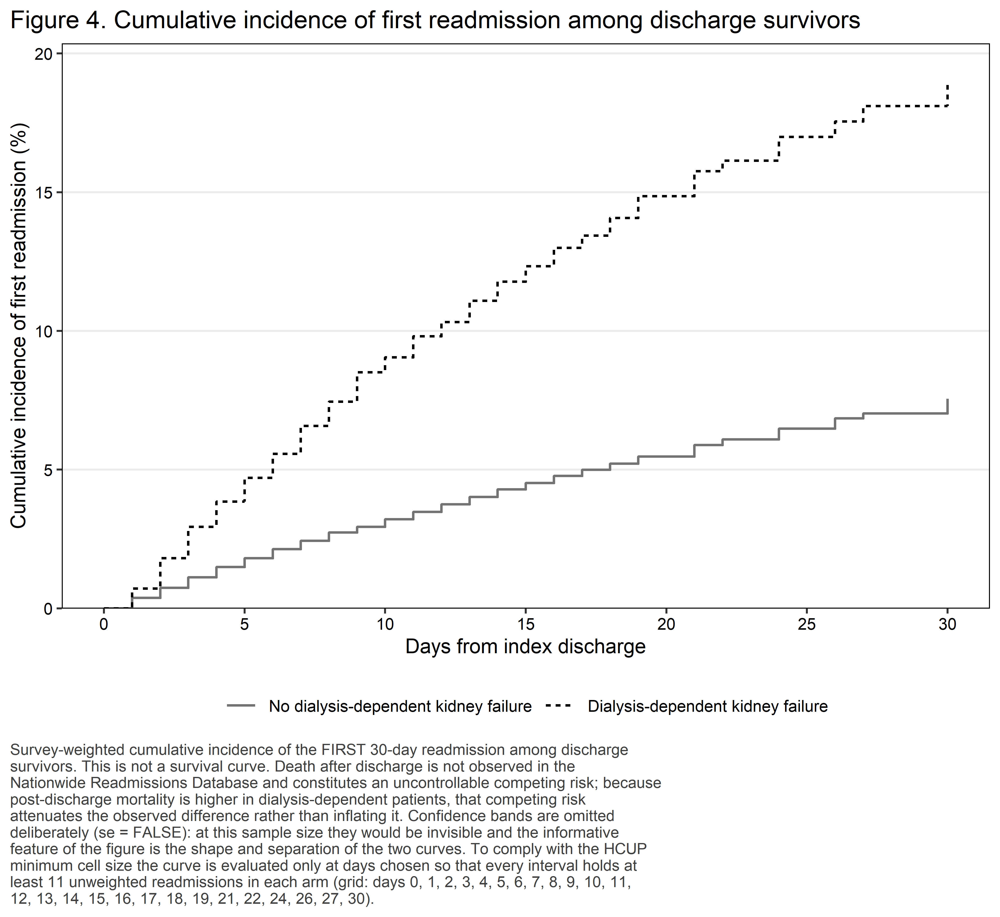 Figure 4. Cumulative incidence of first readmission among discharge survivors
Cumulative incidence of first readmission (%)
20
15
10
5
0
0 5 10 15 20 25 30
Days from index discharge
No dialysis-dependent kidney failure Dialysis-dependent kidney failure
Survey-weighted cumulative incidence of the FIRST 30-day readmission among discharge
survivors. This is not a survival curve. Death after discharge is not observed in the
Nationwide Readmissions Database and constitutes an uncontrollable competing risk; because
post-discharge mortality is higher in dialysis-dependent patients, that competing risk
attenuates the observed difference rather than inflating it. Confidence bands are omitted
deliberately (se = FALSE): at this sample size they would be invisible and the informative
feature of the figure is the shape and separation of the two curves. To comply with the HCUP
minimum cell size the curve is evaluated only at days chosen so that every interval holds at
least 11 unweighted readmissions in each arm (grid: days 0, 1, 2, 3, 4, 5, 6, 7, 8, 9, 10, 11,
12, 13, 14, 15, 16, 17, 18, 19, 21, 22, 24, 26, 27, 30).